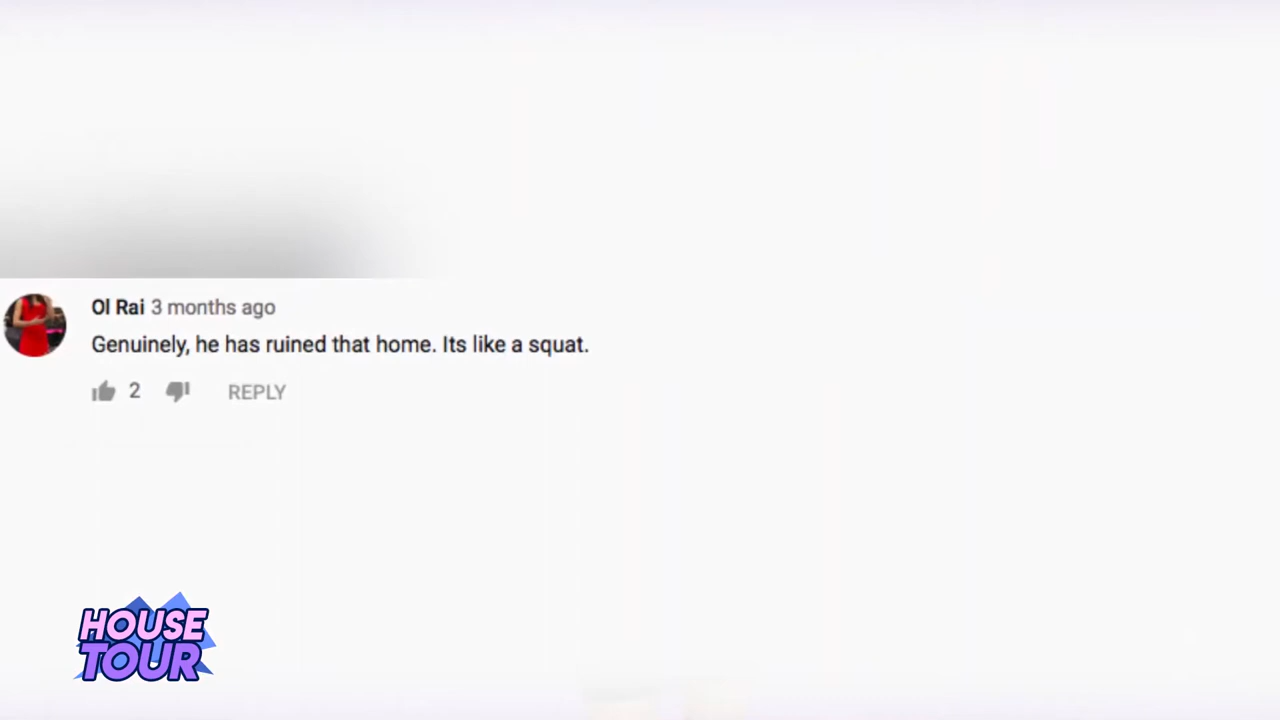 Ol Rai 3 months ago
Genuinely, he has ruined that home. Its like a squat.
2 REPLY
HOUSE
TOUR